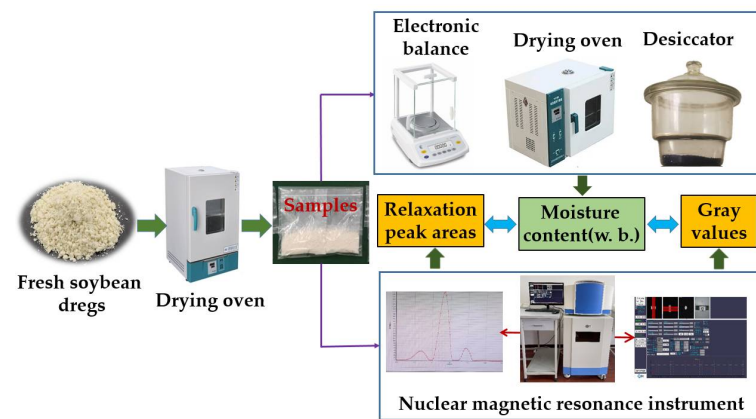 Electronic
balance
Drying oven
Desiccator
Samples
Relaxation
peak areas
Moisture
content(w. b.)
Gray
values
Fresh soybean
dregs
Drying oven
Nuclear magnetic resonance instrument